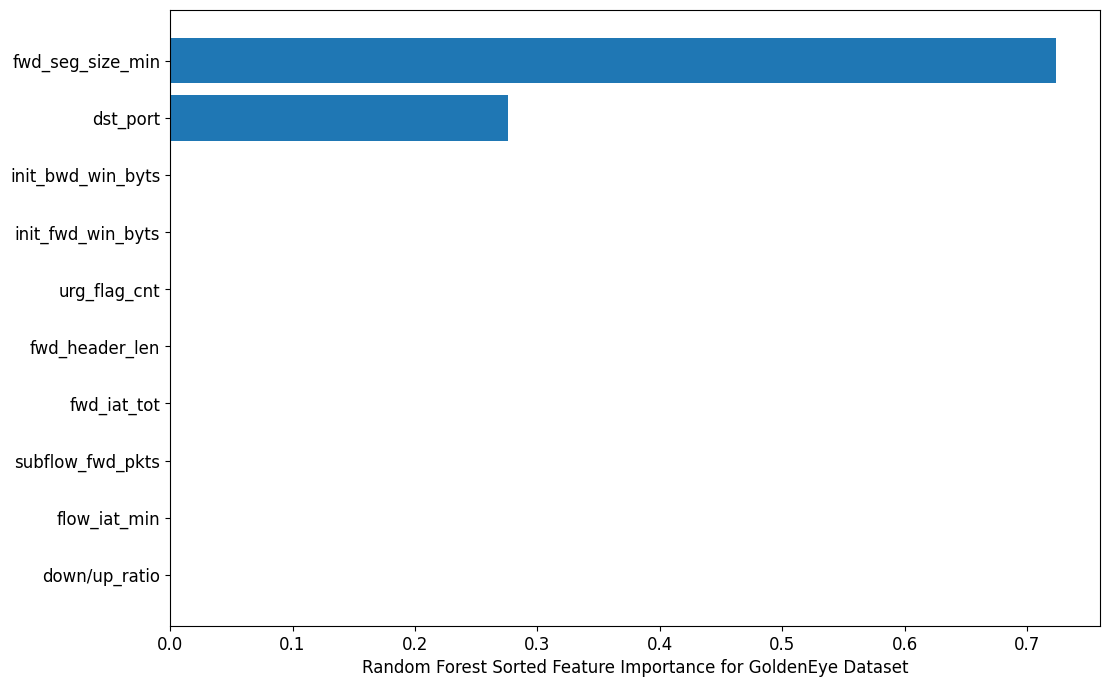 fwd_seg_size_min
dst_port
init_bwd_win_byts
init_fwd_win_byts
urg_flag_cnt
fwd_header_len
fwd_iat_tot
subflow_fwd_pkts
flow_iat_min
down/up_ratio
0.0 0.1 0.2 0.3 0.4 0.5 0.6 0.7
Random Forest Sorted Feature Importance for GoldenEye Dataset